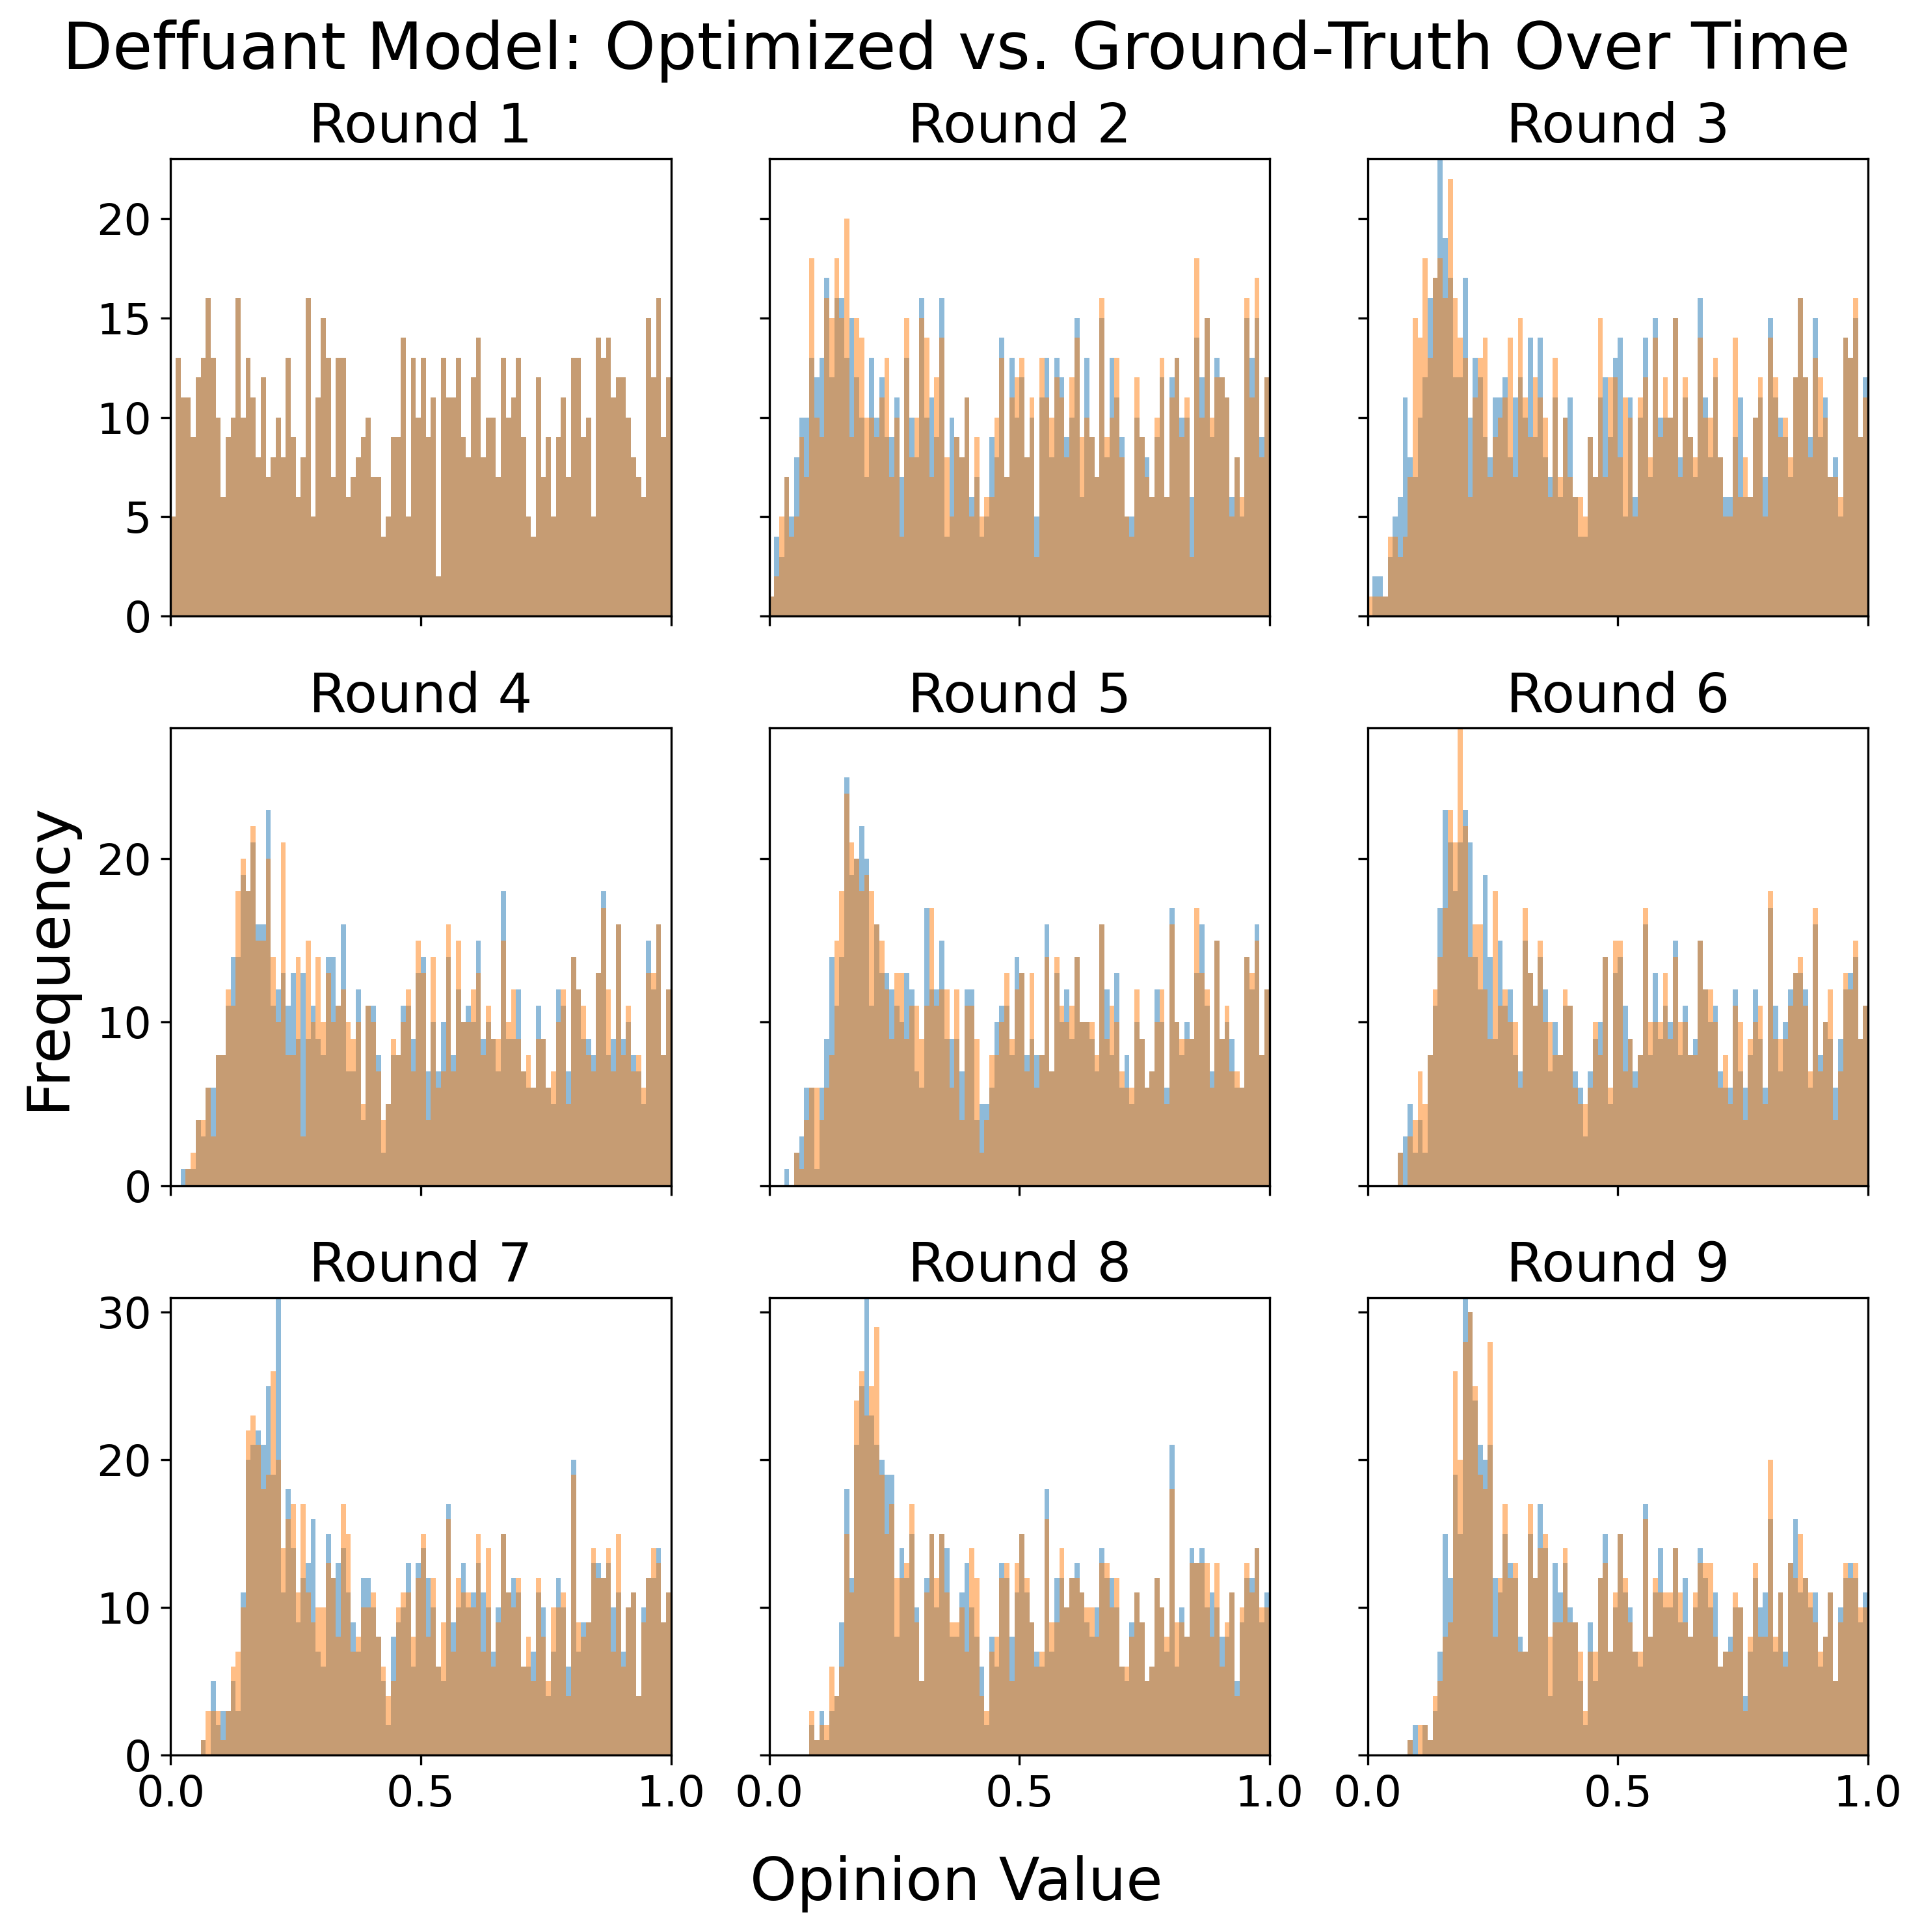 Deffuant Model: Optimized vs. Ground-Truth Over Time
Round 1
Round 2
Round 3
20
15
10
5
0
Round 4
Round 5
Round 6
Frequency
20
10
0
Round 7
Round 8
Round 9
30
20
10
0
0.0 0.5 1.0
0.0 0.5 1.0
0.0 0.5 1.0
Opinion Value